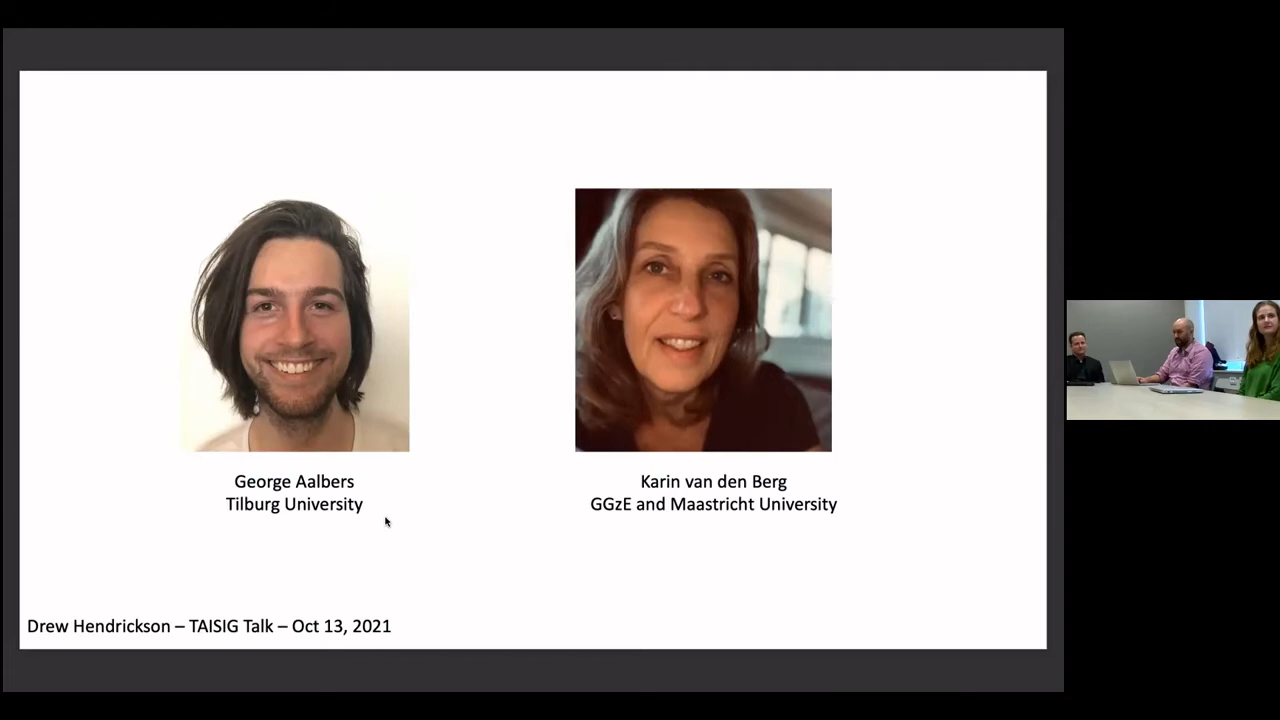 George Aalbers
Tilburg University
Karin van den Berg
GGzE and Maastricht University
Drew Hendrickson – TAISIG Talk – Oct 13, 2021